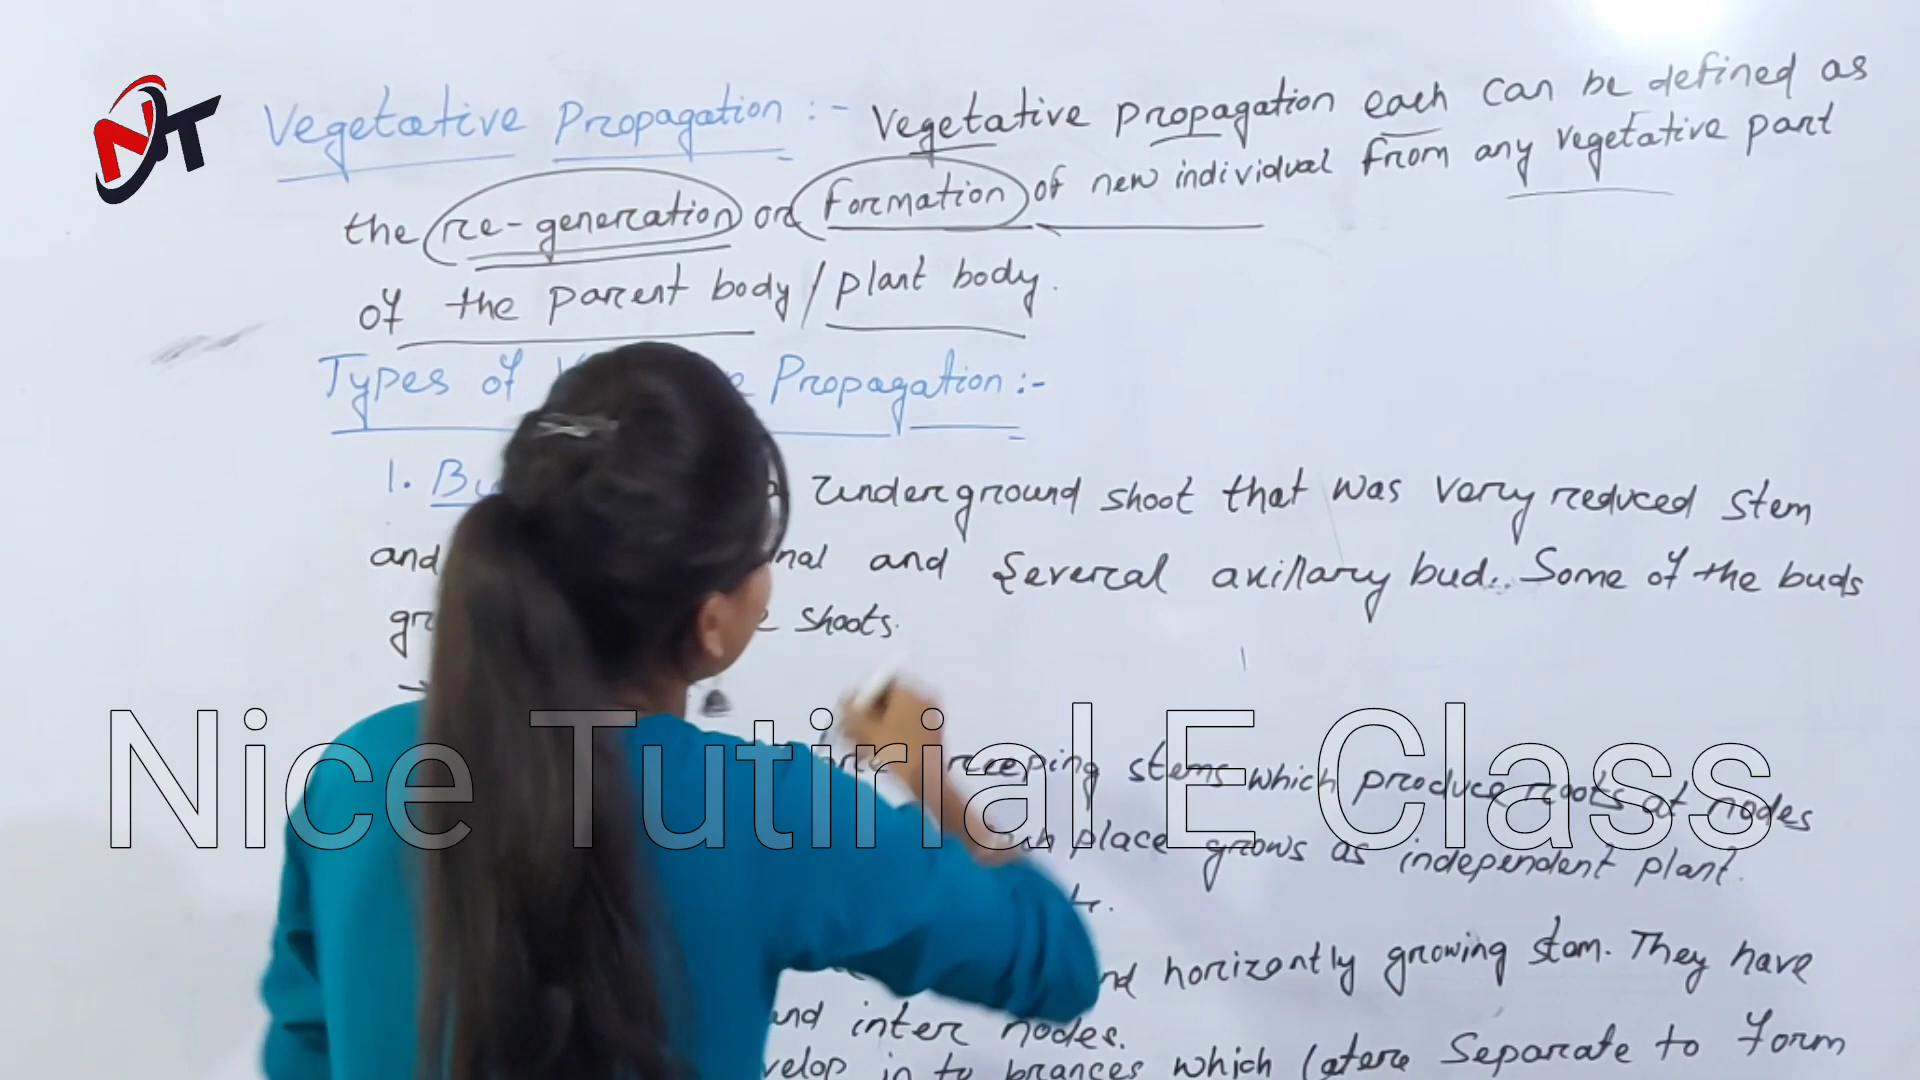 NT
Vegetative Propagation :- Vegetative Propagation each can be defined as
the re-generation or formation of new individual from any vegetative part
of the parent body / plant body.
Types of Propagation :-
1. underground shoot that was very reduced stem
and and several axillary bud. Some of the buds
shoots.
Nice Tutirial E Class
creeping stems which produce roots at nodes
place grows as independent plant.
horizontly growing stem. They have
and inter nodes.
in to brances which latere separate to form